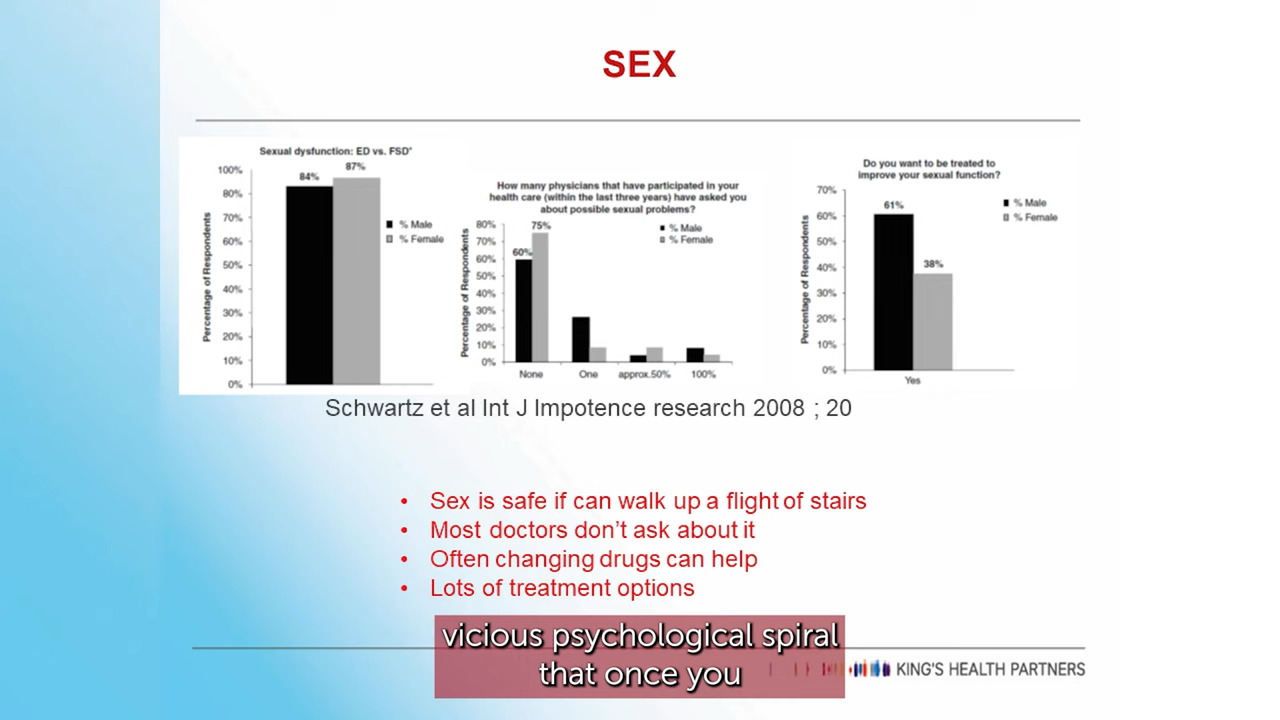 SEX
Sexual dysfunction: ED vs. FSD*
100%
80%
70%
60%
50%
40%
30%
20%
10%
0%
Percentage of Respondents
84%
87%
% Male
% Female
How many physicians that have participated in your
health care (within the last three years) have asked you
about possible sexual problems?
80%
70%
60%
50%
40%
30%
20%
10%
0%
Percentage of Respondents
60%
75%
% Male
% Female
None One approx.50% 100%
Do you want to be treated to
improve your sexual function?
70%
60%
50%
40%
30%
20%
10%
0%
Percentage of Respondents
61%
38%
% Male
% Female
Yes
Schwartz et al Int J Impotence research 2008 ; 20
• Sex is safe if can walk up a flight of stairs
• Most doctors don't ask about it
• Often changing drugs can help
• Lots of treatment options
vicious psychological spiral
that once you
KING'S HEALTH PARTNERS